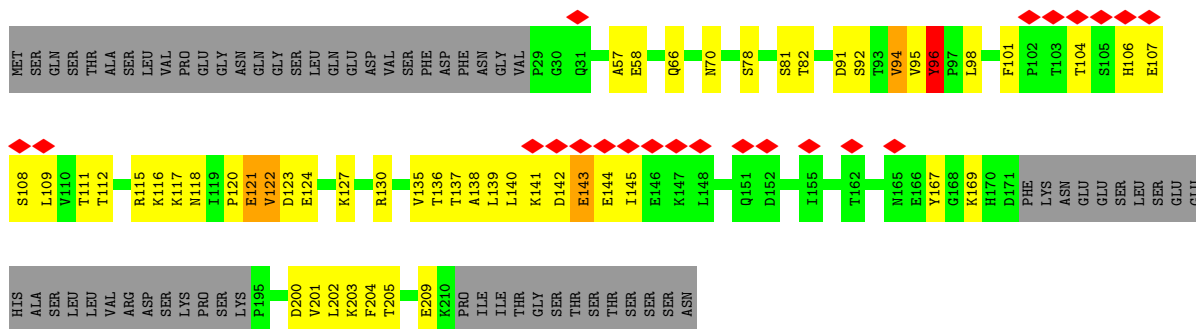 MET SER GLN SER THR ALA SER LEU VAL PRO GLU GLY ASN GLN GLY SER LEU GLN GLU ASP VAL SER PHE ASP PHE ASN GLY VAL P29 G30 Q31 A57 E58 Q66 N70 S78 S81 T82 D91 S92 T93 V94 V95 Y96 P97 L98 F101 P102 T103 T104 S105 H106 E107
S108 L109 V110 T111 T112 R115 K116 K117 N118 I119 P120 E121 V122 D123 E124 K127 R130 V135 T136 T137 A138 L139 L140 K141 D142 E143 E144 I145 E146 K147 L148 Q151 D152 I155 T162 N165 E166 Y167 G168 K169 H170 D171 PHE LYS ASN GLU GLU SER LEU SER GLU GLU
HIS ALA SER LEU LEU VAL ARG ASP SER LYS PRO SER LYS P195 D200 V201 L202 K203 F204 T205 E209 K210 PRO ILE ILE THR GLY SER THR SER THR SER SER SER ASN